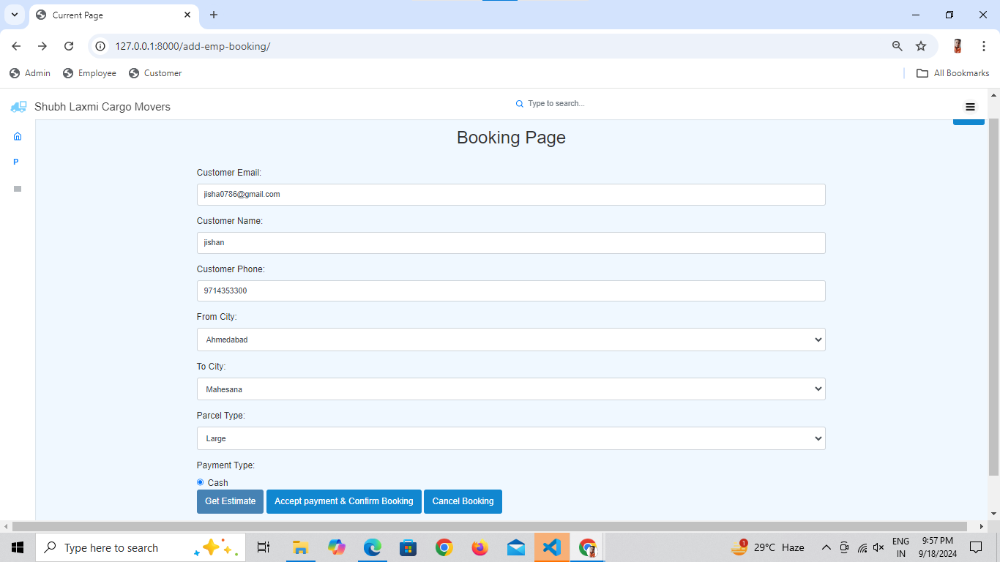 Current Page
127.0.0.1:8000/add-emp-booking/
Admin Employee Customer All Bookmarks
Shubh Laxmi Cargo Movers Type to search...
Booking Page
P
Customer Email:
jisha0786@gmail.com
Customer Name:
jishan
Customer Phone:
9714353300
From City:
Ahmedabad
To City:
Mahesana
Parcel Type:
Large
Payment Type:
Cash
Get Estimate Accept payment & Confirm Booking Cancel Booking
Type here to search 1 29°C Haze ENG IN 9:57 PM 9/18/2024